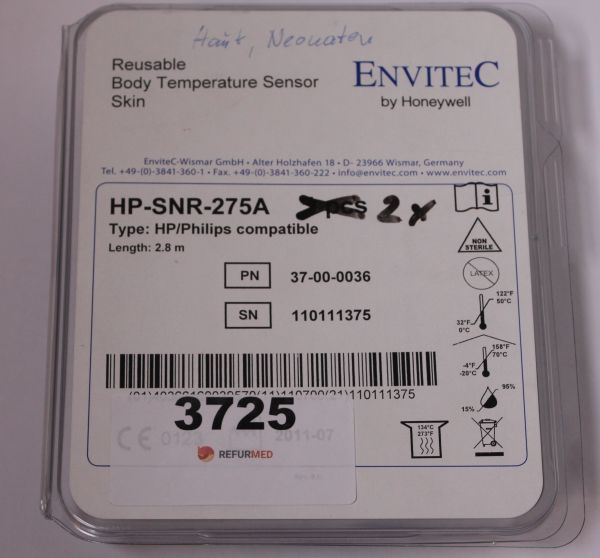 Haut, Neonaten
Reusable
Body Temperature Sensor
Skin
ENVITEC
by Honeywell
EnviteC-Wismar GmbH • Alter Holzhafen 18 • D- 23966 Wismar, Germany
Tel. +49-(0)-3841-360-1 • Fax. +49-(0)-3841-360-222 • info@envitec.com • www.envitec.com
HP-SNR-275A pcs 2x
Type: HP/Philips compatible
Length: 2.8 m
PN 37-00-0036
SN 110111375
NON
STERILE
LATEX
122°F
50°C
32°F
0°C
158°F
70°C
-4°F
-20°C
95%
15%
134°C
273°F
110111375
3725
CE 0123 2011-07
REFURMED